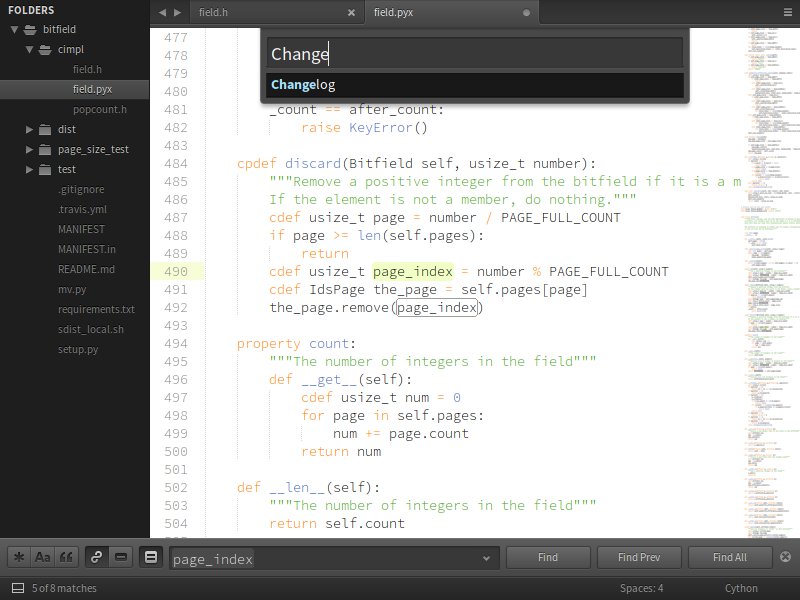 FOLDERS
bitfield
cimpl
field.h
field.pyx
popcount.h
dist
page_size_test
test
.gitignore
.travis.yml
MANIFEST
MANIFEST.in
README.md
mv.py
requirements.txt
sdist_local.sh
setup.py
field.h
field.pyx
Change
Changelog
477
478
479
480
481 _count == after_count:
482 raise KeyError()
483
484 cpdef discard(Bitfield self, usize_t number):
485 """Remove a positive integer from the bitfield if it is a m
486 If the element is not a member, do nothing."""
487 cdef usize_t page = number / PAGE_FULL_COUNT
488 if page >= len(self.pages):
489 return
490 cdef usize_t page_index = number % PAGE_FULL_COUNT
491 cdef IdsPage the_page = self.pages[page]
492 the_page.remove(page_index)
493
494 property count:
495 """The number of integers in the field"""
496 def __get__(self):
497 cdef usize_t num = 0
498 for page in self.pages:
499 num += page.count
500 return num
501
502 def __len__(self):
503 """The number of integers in the field"""
504 return self.count
Aa
page_index
Find
Find Prev
Find All
5 of 8 matches
Spaces: 4
Cython